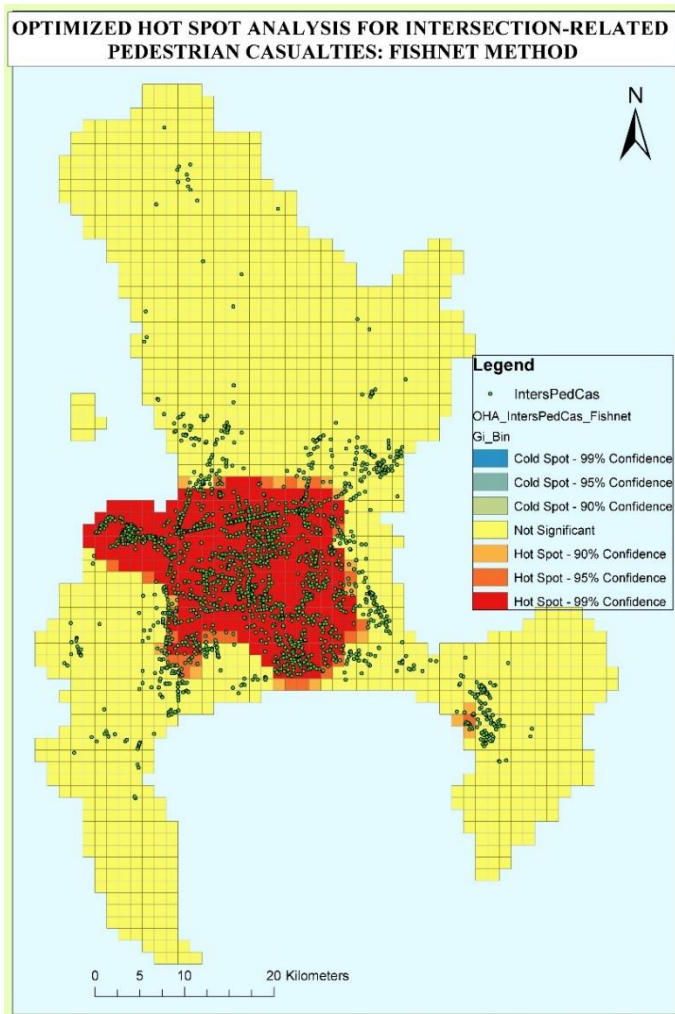 OPTIMIZED HOT SPOT ANALYSIS FOR INTERSECTION-RELATED
PEDESTRIAN CASUALTIES: FISHNET METHOD
N
Legend
IntersPedCas
OHA_IntersPedCas_Fishnet
Gi_Bin
Cold Spot - 99% Confidence
Cold Spot - 95% Confidence
Cold Spot - 90% Confidence
Not Significant
Hot Spot - 90% Confidence
Hot Spot - 95% Confidence
Hot Spot - 99% Confidence
0 5 10 20 Kilometers